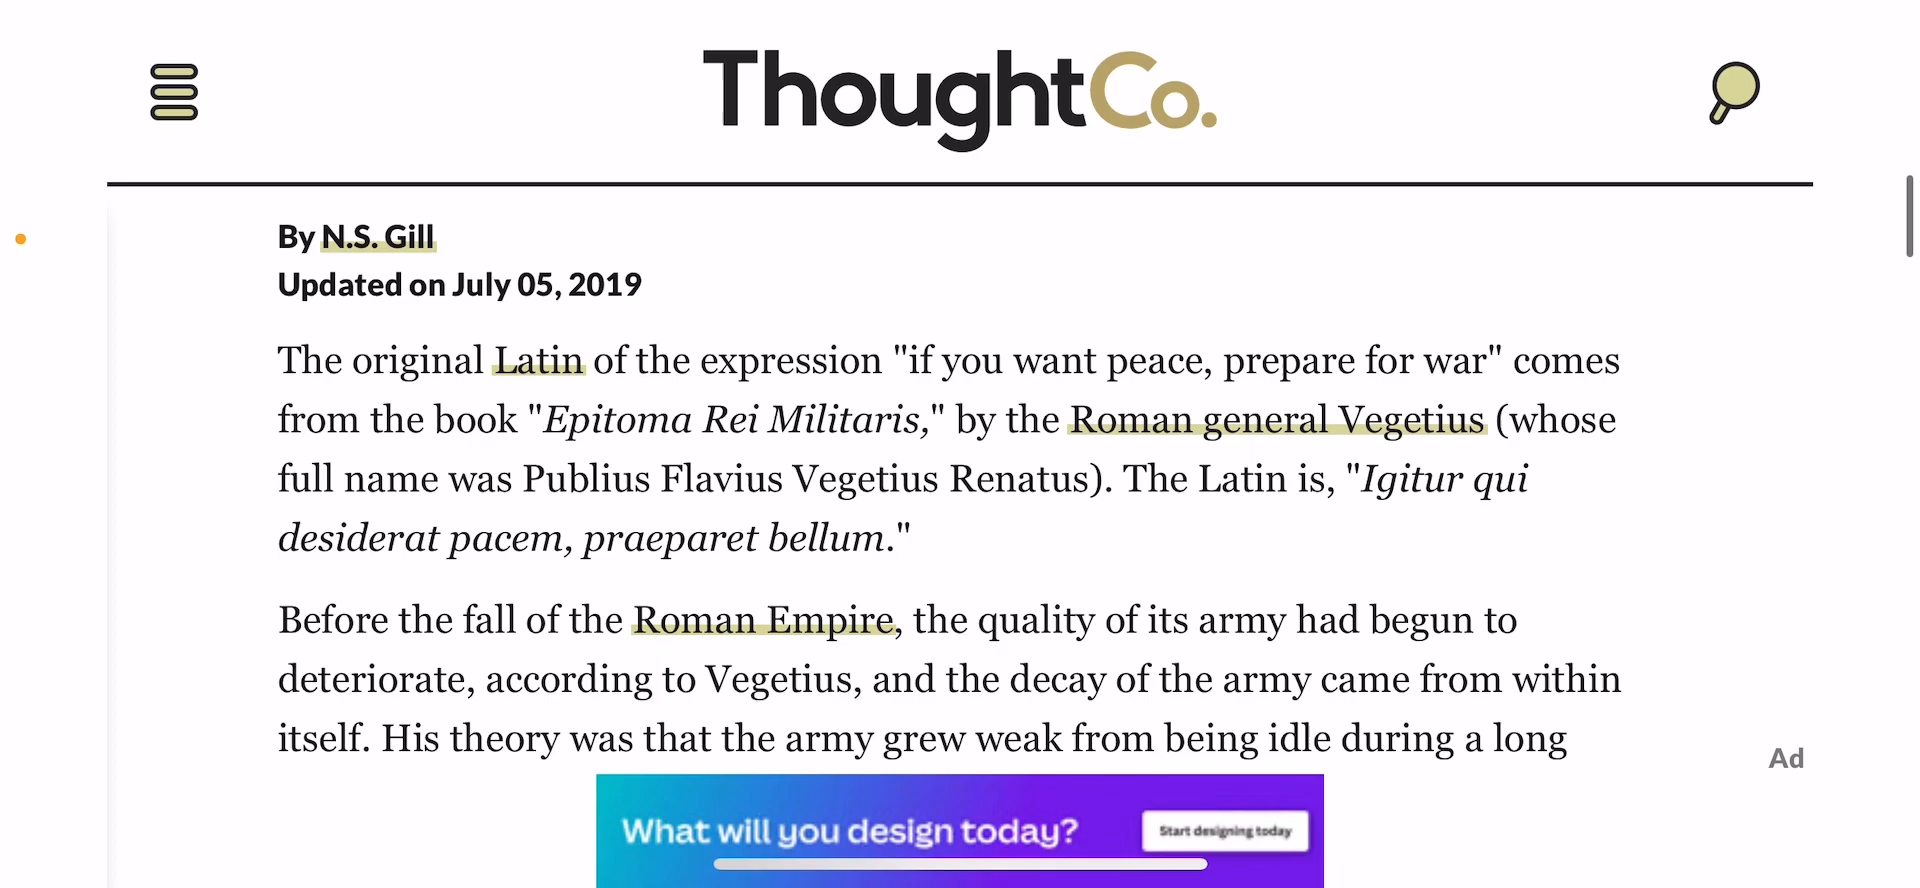 ThoughtCo.
By N.S. Gill
Updated on July 05, 2019
The original Latin of the expression "if you want peace, prepare for war" comes
from the book "Epitoma Rei Militaris," by the Roman general Vegetius (whose
full name was Publius Flavius Vegetius Renatus). The Latin is, "Igitur qui
desiderat pacem, praeparet bellum."
Before the fall of the Roman Empire, the quality of its army had begun to
deteriorate, according to Vegetius, and the decay of the army came from within
itself. His theory was that the army grew weak from being idle during a long
Ad
What will you design today?
Start designing today